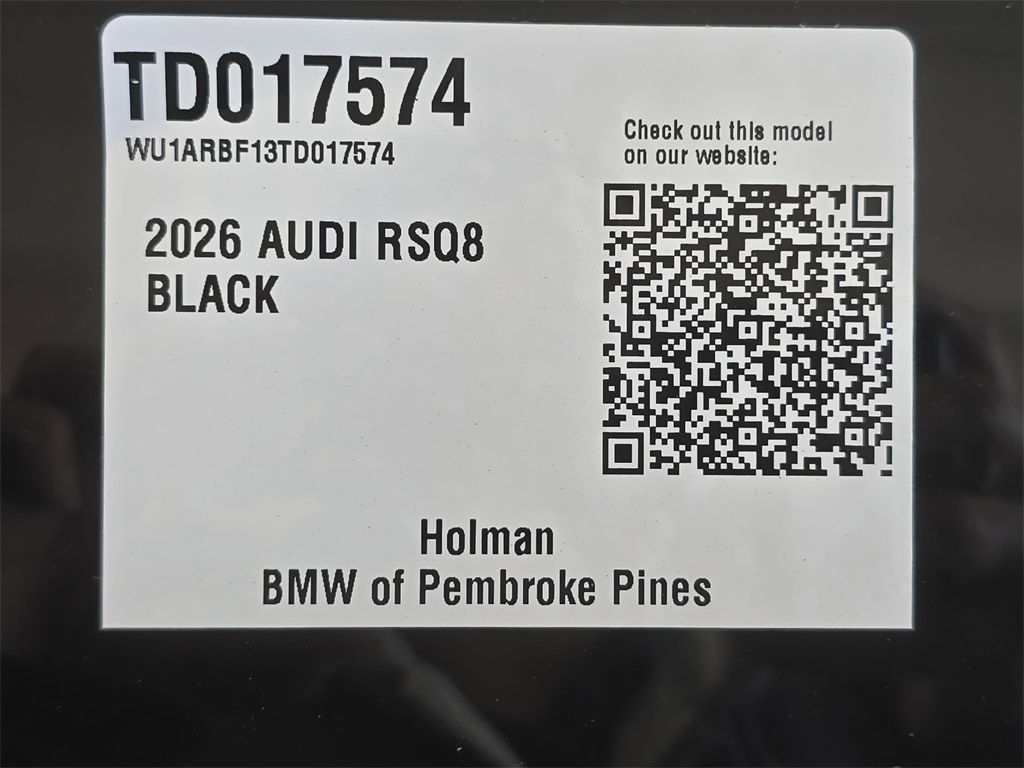 TD017574
WU1ARBF13TD017574
2026 AUDI RSQ8
BLACK
Check out this model
on our website:
Holman
BMW of Pembroke Pines